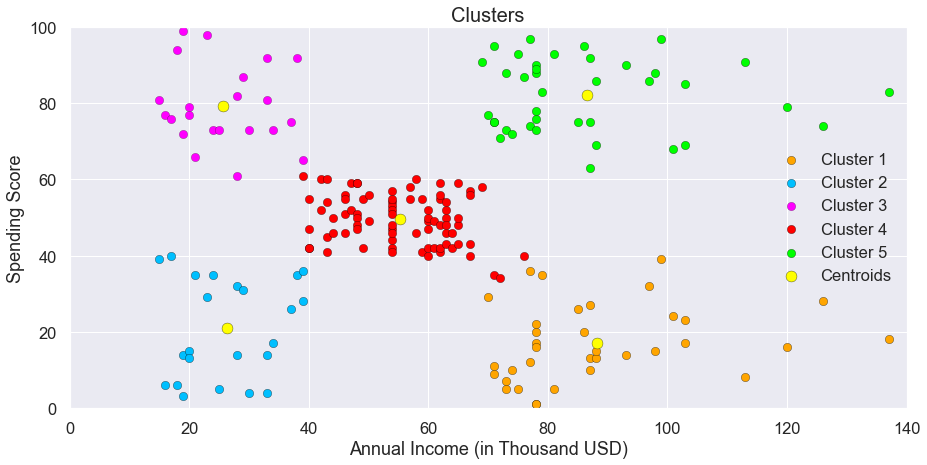 Clusters
100
80
60
40
20
0
Spending Score
Cluster 1
Cluster 2
Cluster 3
Cluster 4
Cluster 5
Centroids
0 20 40 60 80 100 120 140
Annual Income (in Thousand USD)